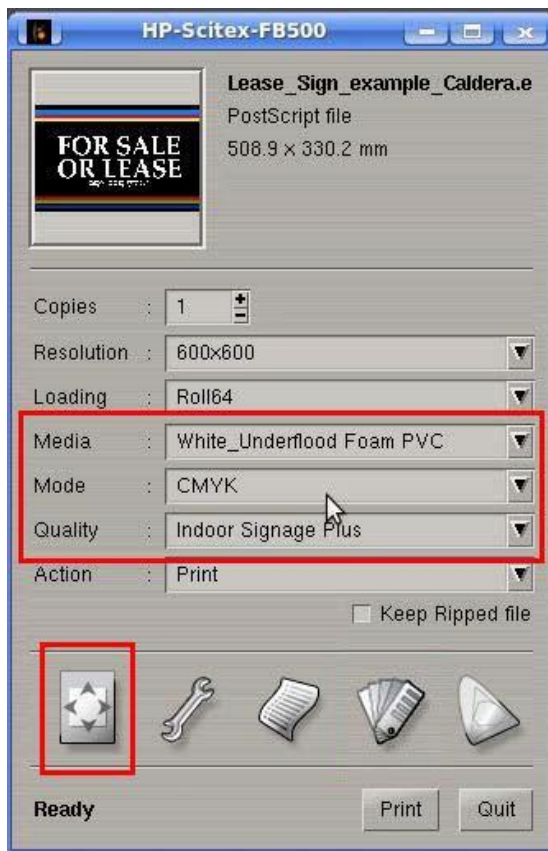 HP-Scitex-FB500
Lease_Sign_example_Caldera.e
PostScript file
508.9 × 330.2 mm
FOR SALE
OR LEASE
Copies : 1
Resolution : 600x600
Loading : Roll64
Media : White_Underflood Foam PVC
Mode : CMYK
Quality : Indoor Signage Plus
Action : Print
Keep Ripped file
Ready Print Quit